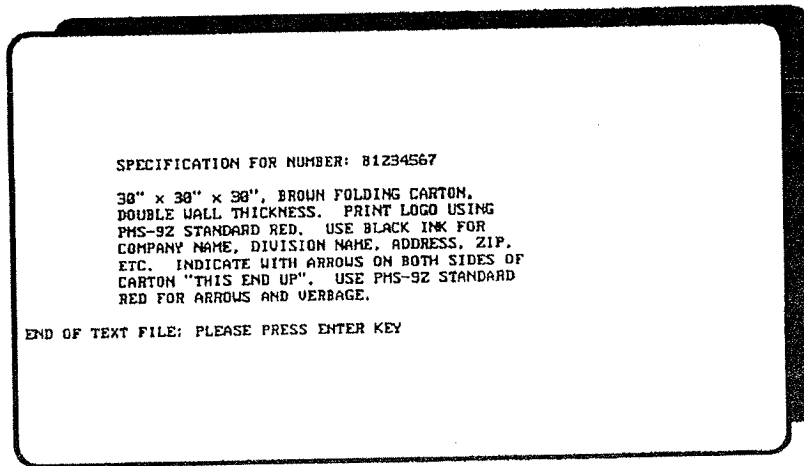 SPECIFICATION FOR NUMBER: B1234567
30" x 30" x 30", BROWN FOLDING CARTON,
DOUBLE WALL THICKNESS. PRINT LOGO USING
PMS-92 STANDARD RED. USE BLACK INK FOR
COMPANY NAME, DIVISION NAME, ADDRESS, ZIP,
ETC. INDICATE WITH ARROWS ON BOTH SIDES OF
CARTON "THIS END UP". USE PMS-92 STANDARD
RED FOR ARROWS AND VERBAGE.
END OF TEXT FILE: PLEASE PRESS ENTER KEY